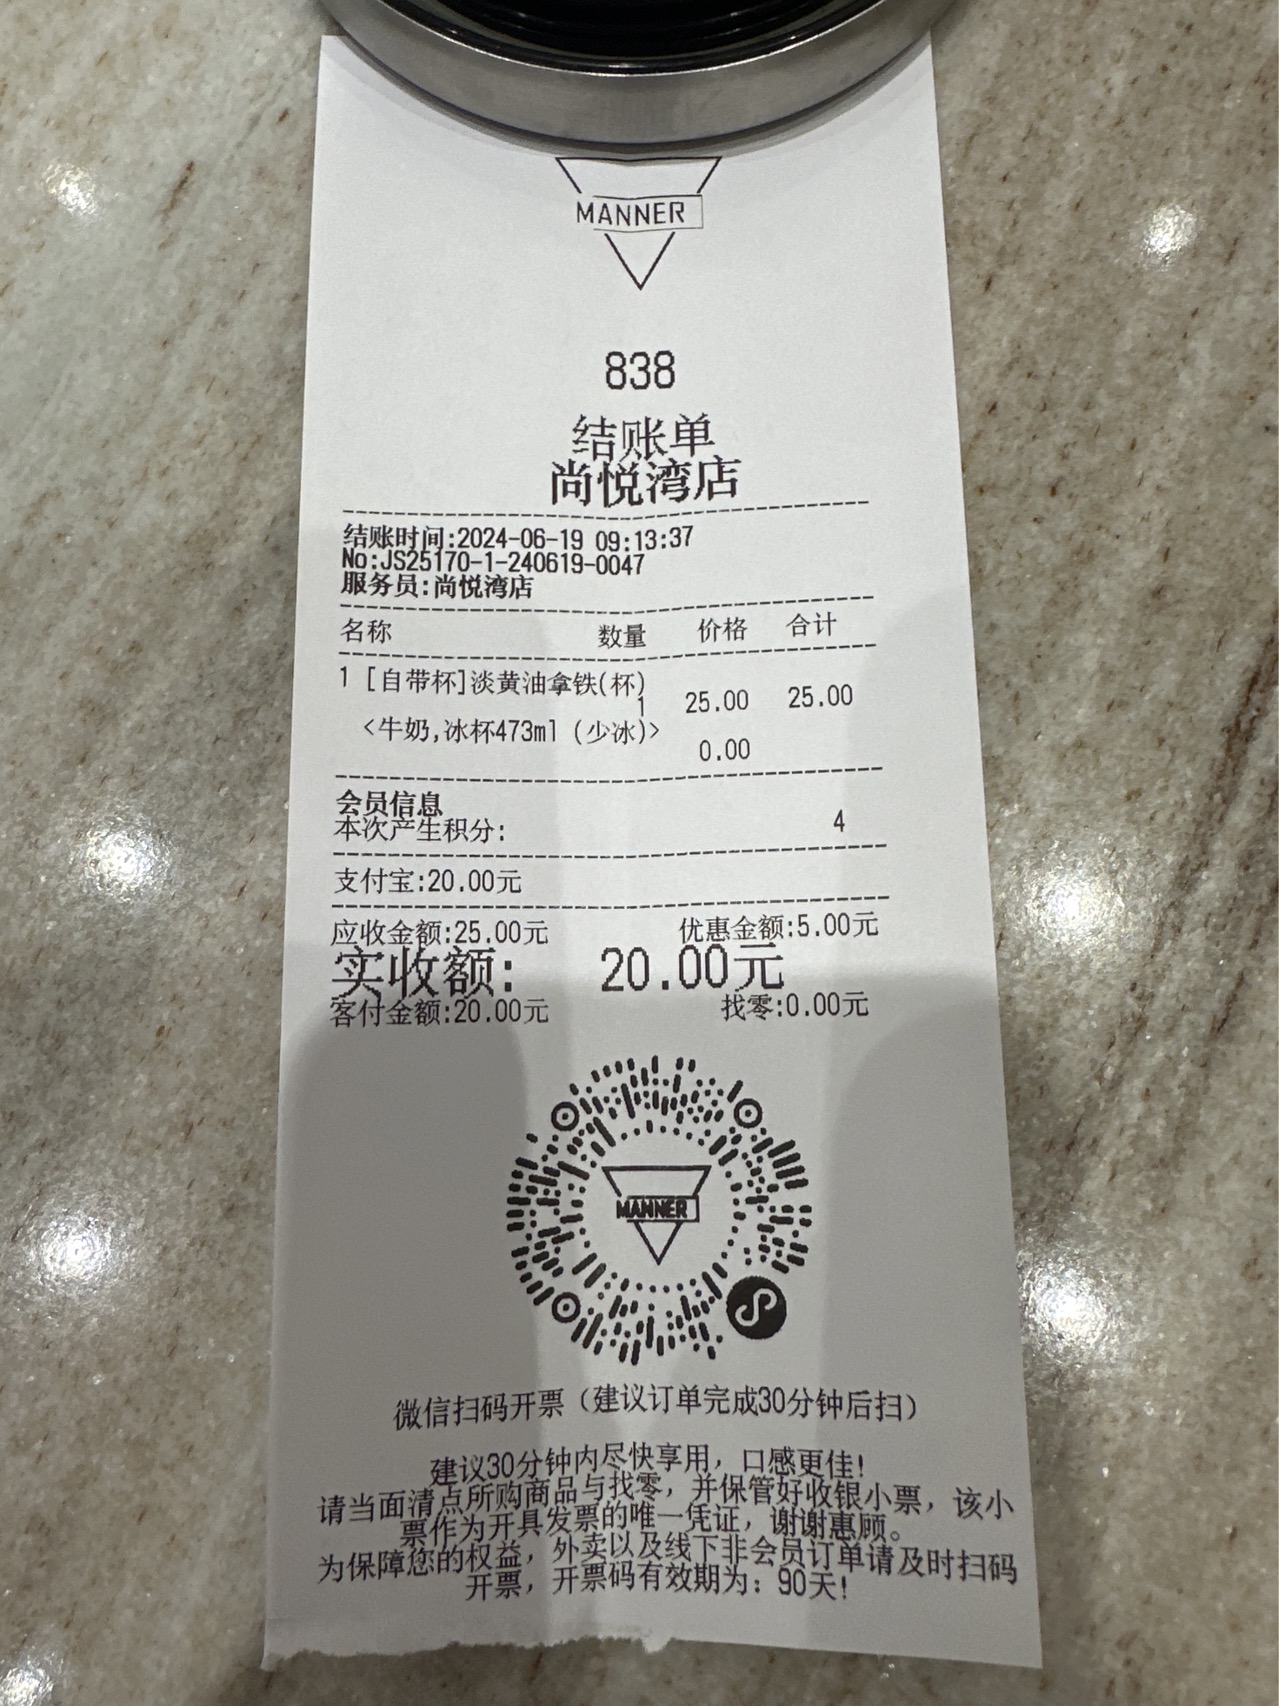 MANNER
838
结账单
尚悦湾店
结账时间:2024-06-19 09:13:37
No:JS25170-1-240619-0047
服务员:尚悦湾店
名称 数量 价格 合计
1 [自带杯]淡黄油拿铁(杯)
1 25.00 25.00
<牛奶,冰杯473ml (少冰)>
0.00
会员信息
本次产生积分: 4
支付宝:20.00元
应收金额:25.00元 优惠金额:5.00元
实收额: 20.00元
客付金额:20.00元 找零:0.00元
MANNER
微信扫码开票（建议订单完成30分钟后扫）
建议30分钟内尽快享用，口感更佳!
请当面清点所购商品与找零，并保管好收银小票，该小
票作为开具发票的唯一凭证，谢谢惠顾。
为保障您的权益，外卖以及线下非会员订单请及时扫码
开票，开票码有效期为：90天!